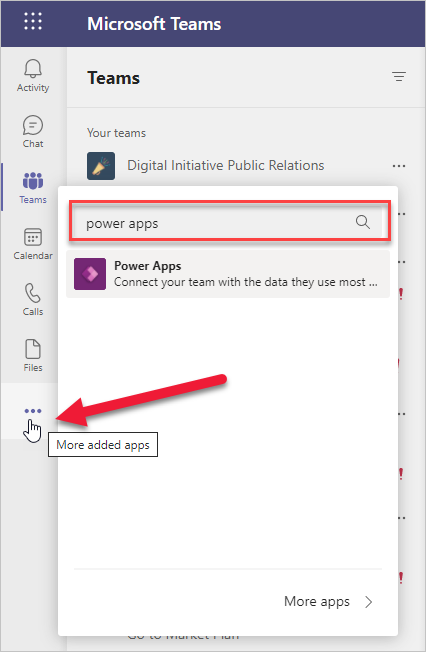 Microsoft Teams
Activity
Chat
Teams
Calendar
Calls
Files
More added apps
Teams
Your teams
Digital Initiative Public Relations
power apps
Power Apps
Connect your team with the data they use most ...
More apps
Go to Market Plan